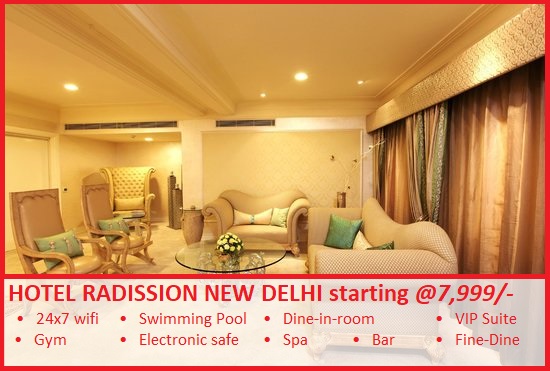 HOTEL RADISSION NEW DELHI starting @7,999/-
• 24x7 wifi • Swimming Pool • Dine-in-room • VIP Suite
• Gym • Electronic safe • Spa • Bar • Fine-Dine